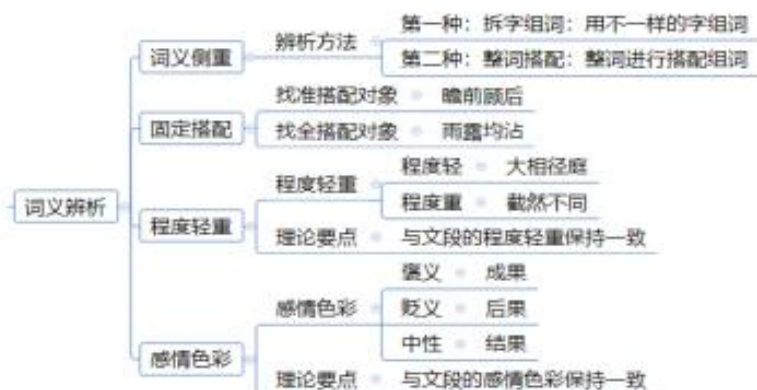 第一种：拆字组词：用不一样的字组词
辨析方法
词义侧重
第二种：整词搭配：整词进行搭配组词
找准搭配对象 瞻前顾后
固定搭配
找全搭配对象 雨露均沾
程度轻 大相径庭
程度轻重
词义辨析
程度重 截然不同
程度轻重
理论要点 与文段的程度轻重保持一致
褒义 成果
感情色彩 贬义 后果
中性 结果
感情色彩
理论要点 与文段的感情色彩保持一致